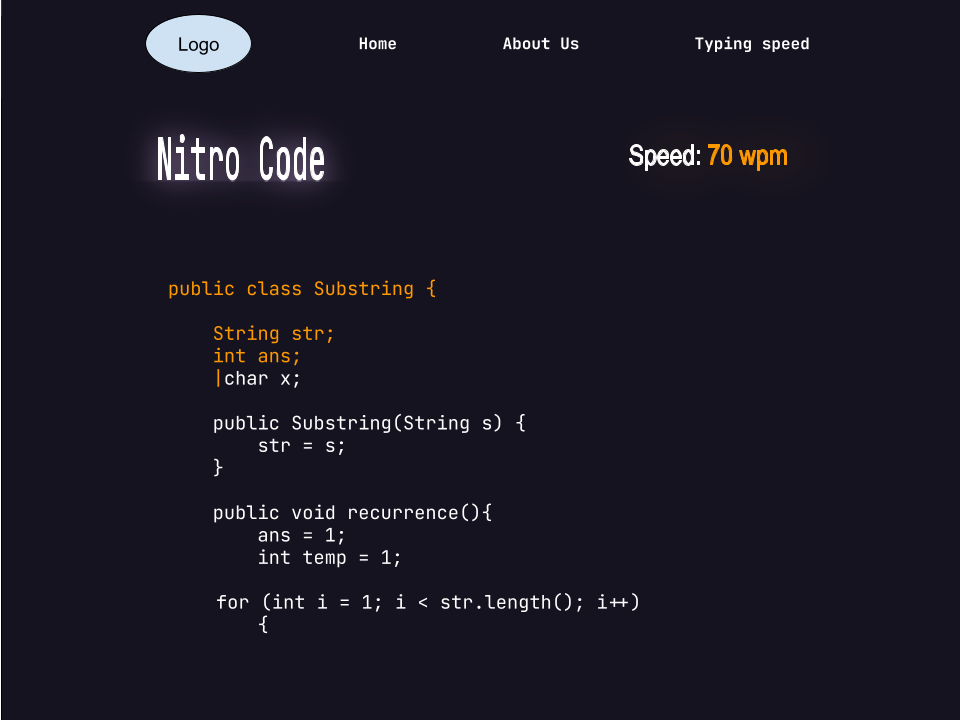 Logo
Home
About Us
Typing speed
Nitro Code
Speed: 70 wpm
public class Substring {
String str;
int ans;
|char x;
public Substring(String s) {
str = s;
}
public void recurrence(){
ans = 1;
int temp = 1;
for (int i = 1; i < str.length(); i++)
{